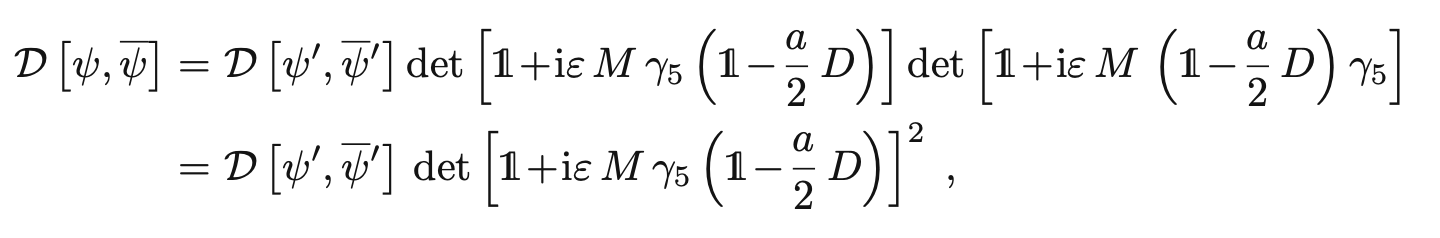 𝒟 [ψ, ψ̅] = 𝒟 [ψ′, ψ̅′] det [𝟙+iε M γ₅ (𝟙−a/2 D)] det [𝟙+iε M (𝟙−a/2 D) γ₅]
= 𝒟 [ψ′, ψ̅′] det [𝟙+iε M γ₅ (𝟙−a/2 D)]² ,